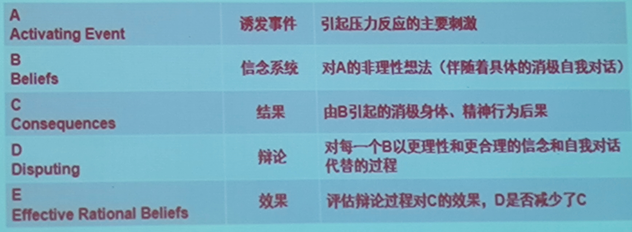 A
Activating Event
诱发事件
引起压力反应的主要刺激
B
Beliefs
信念系统
对A的非理性想法（伴随着具体的消极自我对话）
C
Consequences
结果
由B引起的消极身体、精神行为后果
D
Disputing
辩论
对每一个B以更理性和更合理的信念和自我对话
代替的过程
E
Effective Rational Beliefs
效果
评估辩论过程对C的效果，D是否减少了C